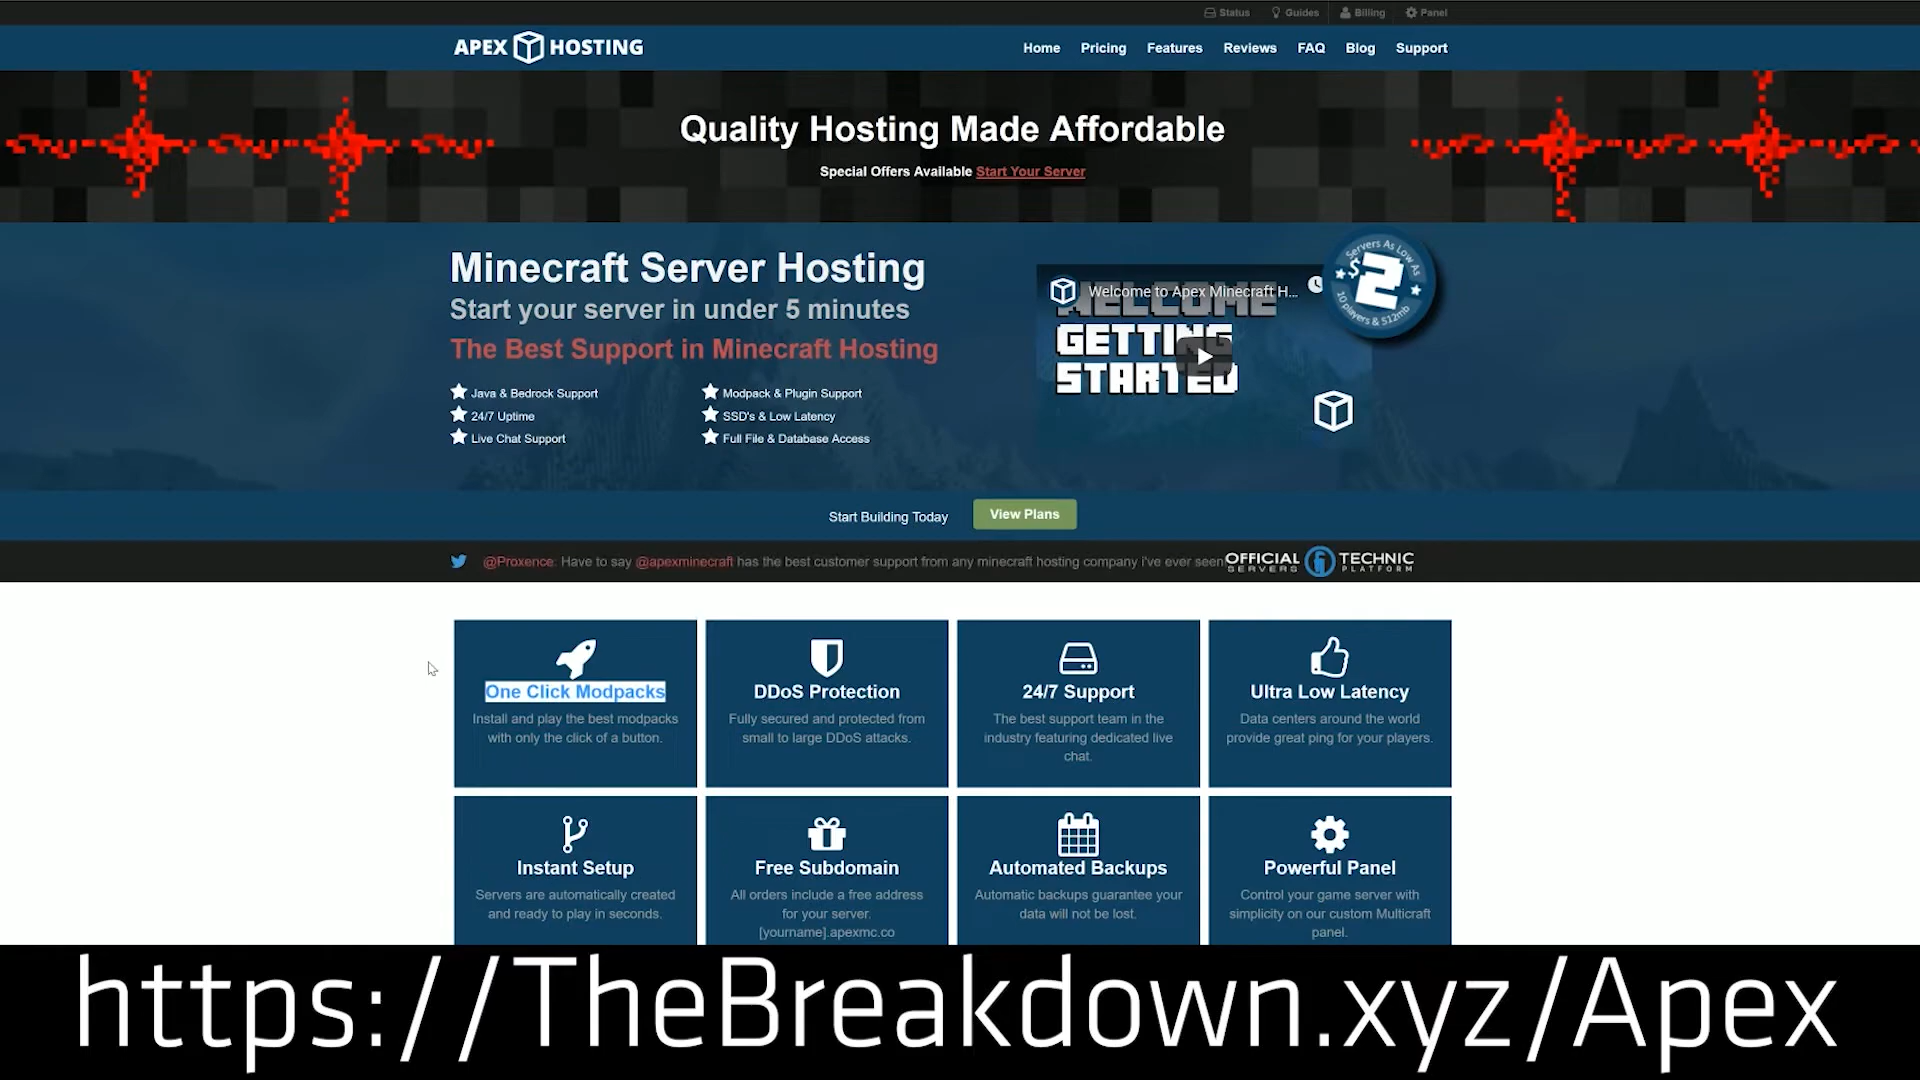 Status Guides Billing Panel
APEX HOSTING
Home Pricing Features Reviews FAQ Blog Support
Quality Hosting Made Affordable
Special Offers Available Start Your Server
Minecraft Server Hosting
Start your server in under 5 minutes
The Best Support in Minecraft Hosting
Java & Bedrock Support
Modpack & Plugin Support
24/7 Uptime
SSD's & Low Latency
Live Chat Support
Full File & Database Access
Welcome to Apex Minecraft H...
WELCOME
GETTING
STARTED
Servers As Low As
$2
10 players & 512mb
Start Building Today
View Plans
@Proxence: Have to say @apexminecraft has the best customer support from any minecraft hosting company i've ever seen
OFFICIAL SERVERS
TECHNIC PLATFORM
One Click Modpacks
Install and play the best modpacks
with only the click of a button.
DDoS Protection
Fully secured and protected from
small to large DDoS attacks.
24/7 Support
The best support team in the
industry featuring dedicated live
chat.
Ultra Low Latency
Data centers around the world
provide great ping for your players.
Instant Setup
Servers are automatically created
and ready to play in seconds.
Free Subdomain
All orders include a free address
for your server.
[yourname].apexmc.co
Automated Backups
Automatic backups guarantee your
data will not be lost.
Powerful Panel
Control your game server with
simplicity on our custom Multicraft
panel.
https://TheBreakdown.xyz/Apex